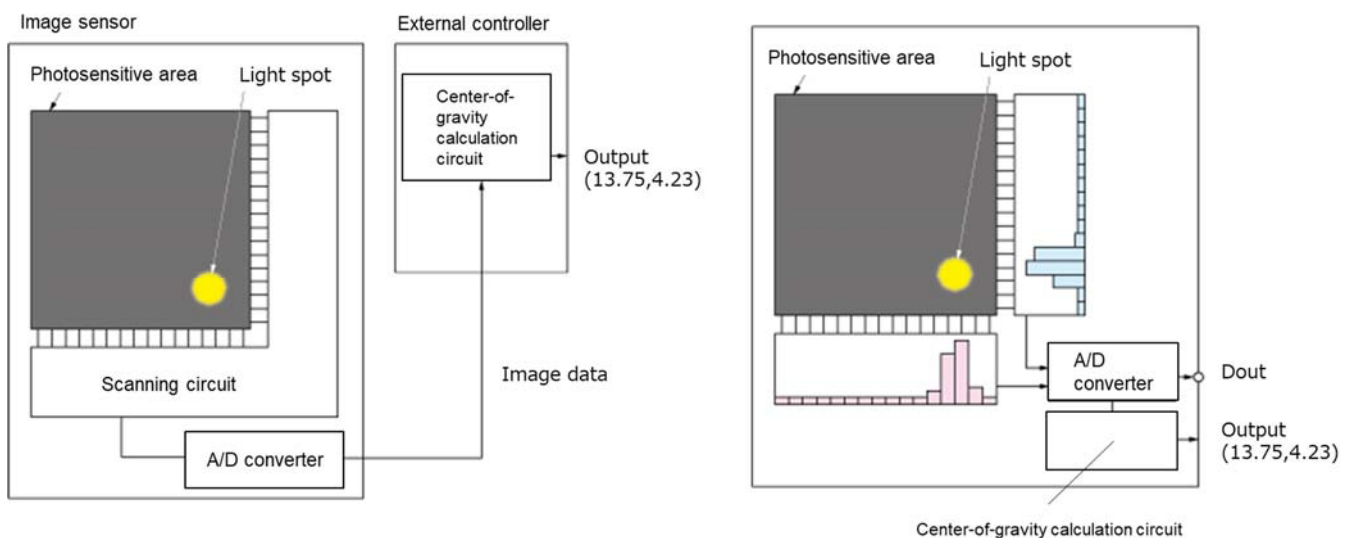 Image sensor
External controller
Photosensitive area
Light spot
Center-of-
gravity
calculation
circuit
Output
(13.75,4.23)
Scanning circuit
Image data
A/D converter
Photosensitive area
Light spot
A/D
converter
Dout
Output
(13.75,4.23)
Center-of-gravity calculation circuit